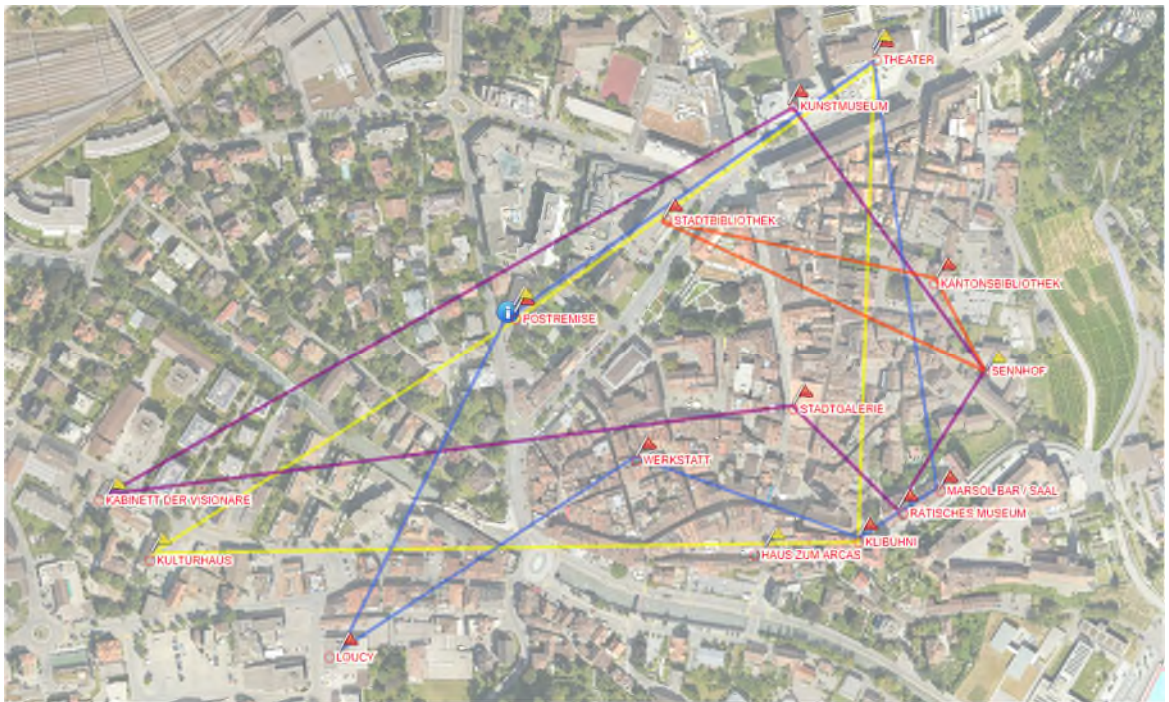 THEATER
KUNSTMUSEUM
STADTBIBLIOTHEK
KANTONSBIBLIOTHEK
i
POSTREMISE
SENNHOF
STADTGALERIE
WERKSTATT
KABINETT DER VISIONÄRE
MARSÖL BAR / SAAL
RÄTISCHES MUSEUM
KLIBÜHNI
HAUS ZUM ARCAS
KULTURHAUS
LOUCY